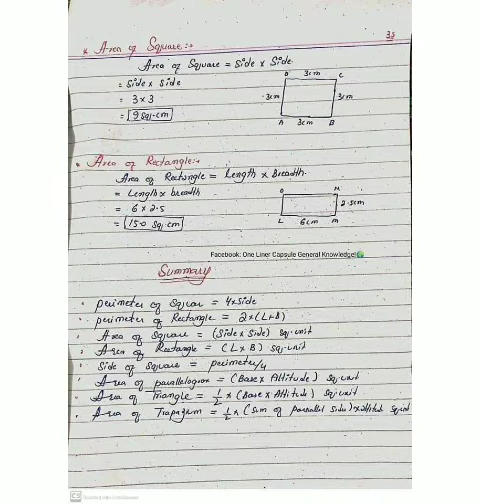 35
* Area of Square:→
Area of Square = Side x Side.
= Side x Side
= 3x3
= 9 Sq.cm
D 3cm C
3cm 3cm
A 3cm B
• Area of Rectangle:→
Area of Rectangle = Length x Breadth.
= Length x breadth
= 6 x 2.5
= 15.0 Sq.cm
O N
2.5cm
L 6cm M
Facebook: One Liner Capsule General Knowledge
Summary
• perimeter of Square = 4xside
• perimeter of Rectangle = 2x(L+B)
• Area of Square = (Side x Side) Sq.unit
• Area of Rectangle = (L x B) Sq.unit
• Side of Square = perimeter/4
• Area of parallelogram = (Base x Altitude) Sq.unit
• Area of Triangle = 1/2 x (Base x Altitude) Sq.unit
• Area of Trapezium = 1/2 x (Sum of parallel sides) x altitude Sq.unit
CS